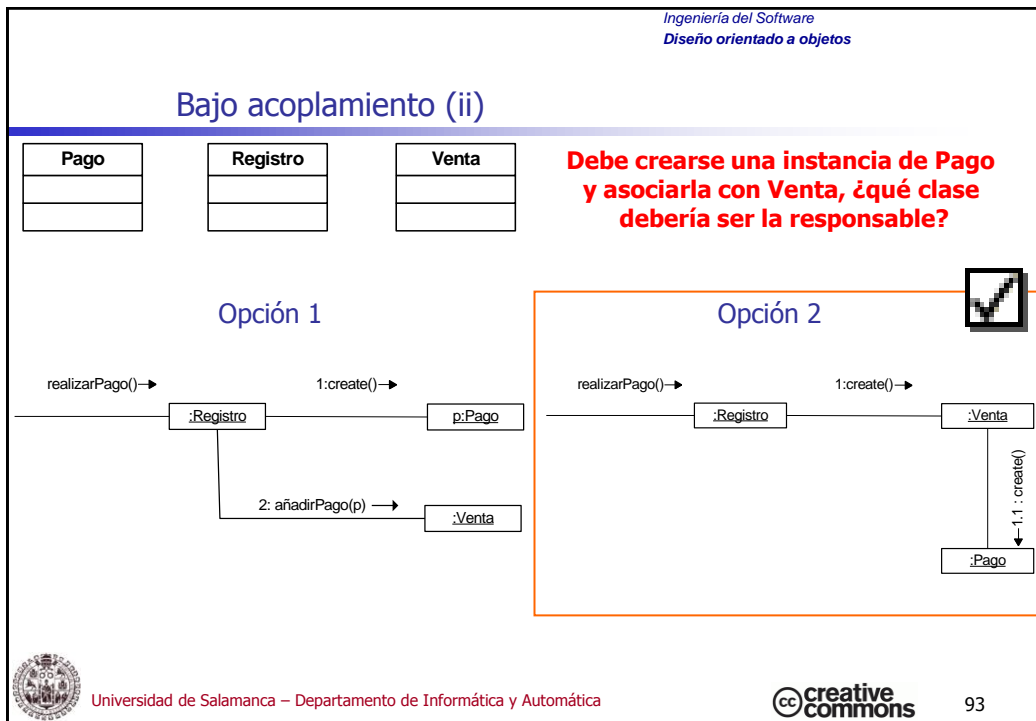 Ingeniería del Software
Diseño orientado a objetos
Bajo acoplamiento (ii)
Pago
Registro
Venta
Debe crearse una instancia de Pago
y asociarla con Venta, ¿qué clase
debería ser la responsable?
Opción 1
realizarPago()
1:create()
:Registro
p:Pago
2: añadirPago(p)
:Venta
Opción 2
realizarPago()
1:create()
:Registro
:Venta
1.1 : create()
:Pago
Universidad de Salamanca – Departamento de Informática y Automática
cc creative
commons
93